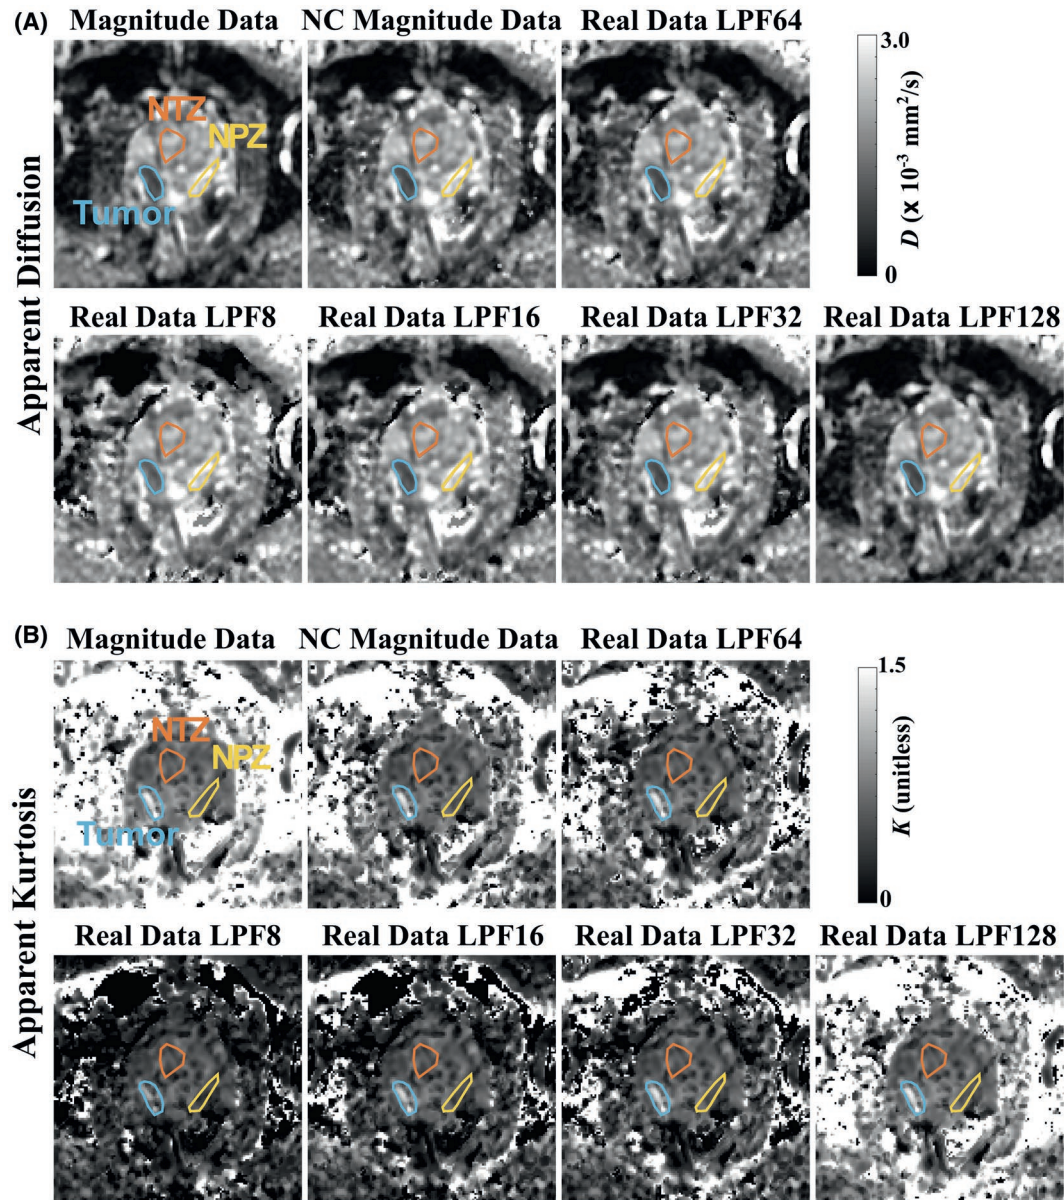 (A)
Magnitude Data NC Magnitude Data Real Data LPF64
NTZ
NPZ
Tumor
3.0
D (x 10⁻³ mm²/s)
0
Apparent Diffusion
Real Data LPF8 Real Data LPF16 Real Data LPF32 Real Data LPF128
(B)
Magnitude Data NC Magnitude Data Real Data LPF64
NTZ
NPZ
Tumor
1.5
K (unitless)
0
Apparent Kurtosis
Real Data LPF8 Real Data LPF16 Real Data LPF32 Real Data LPF128